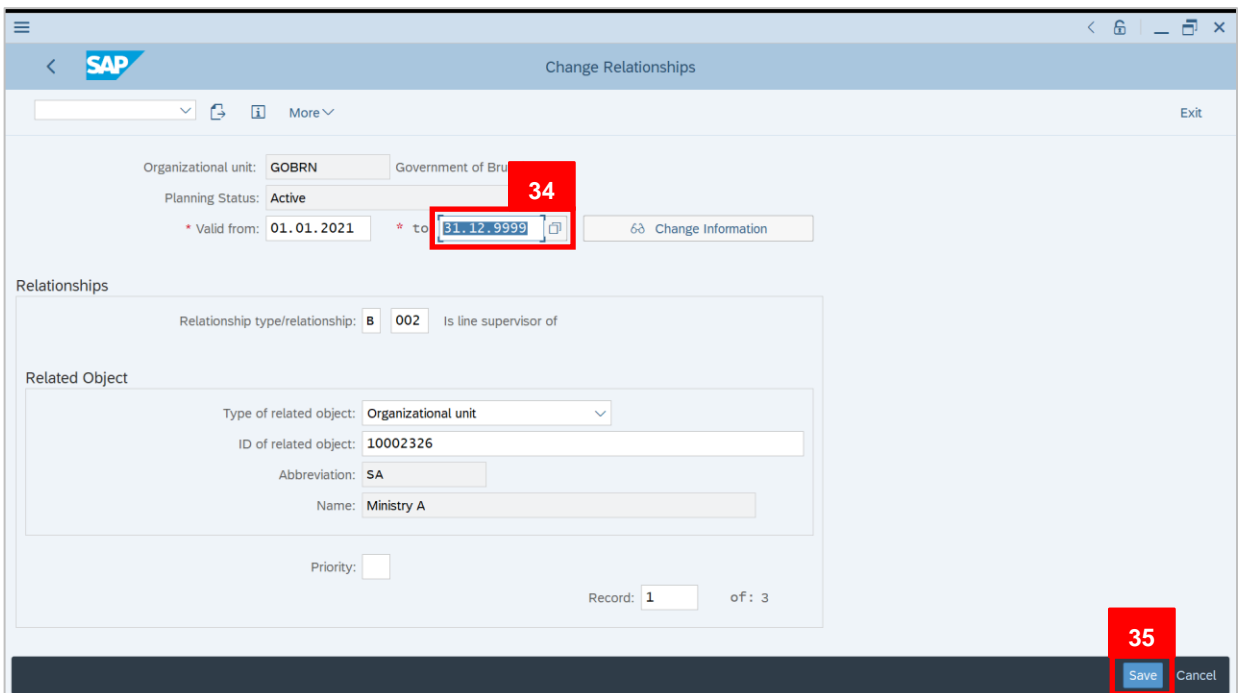 SAP
Change Relationships
More
Exit
Organizational unit: GOBRN Government of Bru
34
Planning Status: Active
* Valid from: 01.01.2021 * to 31.12.9999 Change Information
Relationships
Relationship type/relationship: B 002 Is line supervisor of
Related Object
Type of related object: Organizational unit
ID of related object: 10002326
Abbreviation: SA
Name: Ministry A
Priority:
Record: 1 of: 3
35
Save Cancel